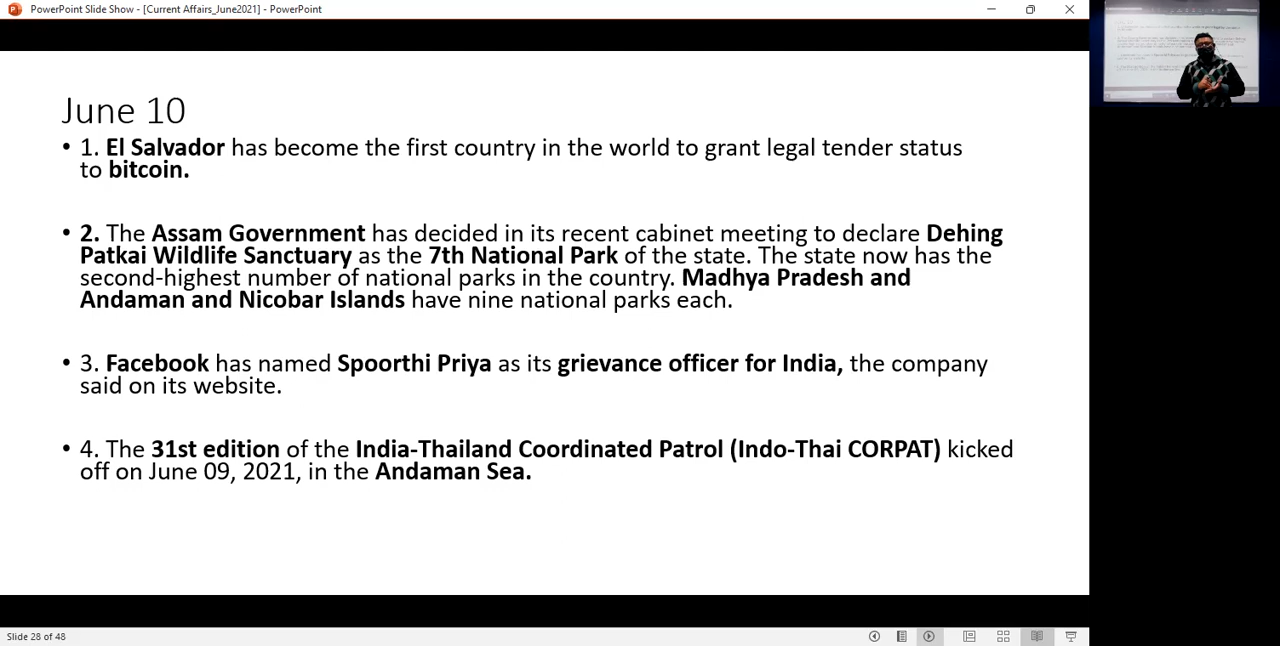 PowerPoint Slide Show - [Current Affairs_June2021] - PowerPoint
June 10
• 1. El Salvador has become the first country in the world to grant legal tender status
to bitcoin.
• 2. The Assam Government has decided in its recent cabinet meeting to declare Dehing
Patkai Wildlife Sanctuary as the 7th National Park of the state. The state now has the
second-highest number of national parks in the country. Madhya Pradesh and
Andaman and Nicobar Islands have nine national parks each.
• 3. Facebook has named Spoorthi Priya as its grievance officer for India, the company
said on its website.
• 4. The 31st edition of the India-Thailand Coordinated Patrol (Indo-Thai CORPAT) kicked
off on June 09, 2021, in the Andaman Sea.
Slide 28 of 48